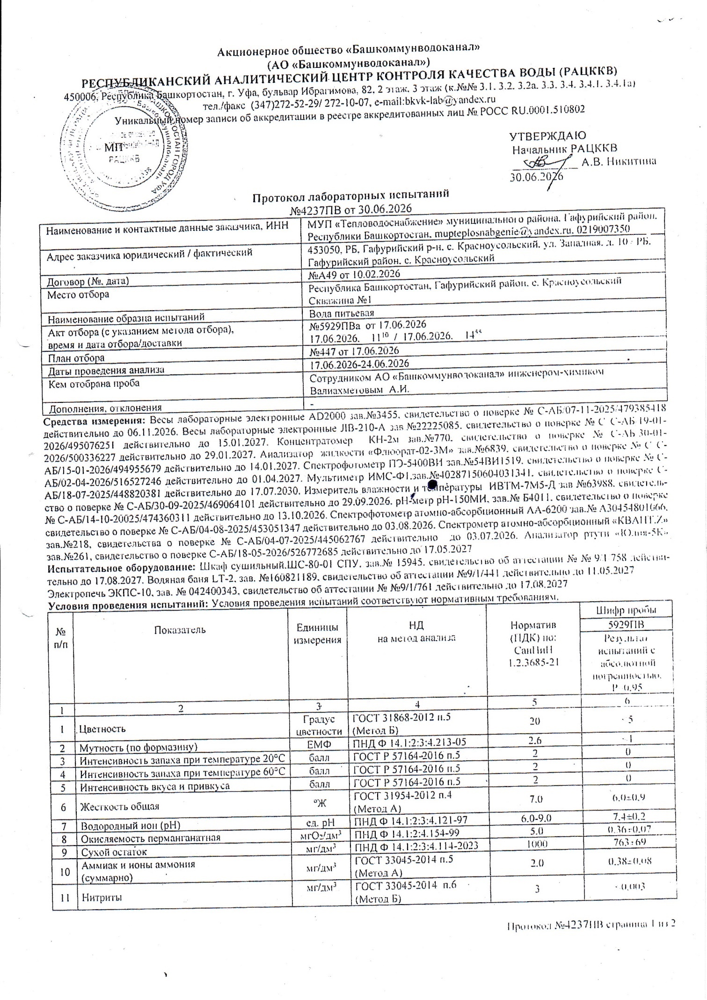 Акционерное общество «Башкоммунводоканал»
(АО «Башкоммунводоканал»)
РЕСПУБЛИКАНСКИЙ АНАЛИТИЧЕСКИЙ ЦЕНТР КОНТРОЛЯ КАЧЕСТВА ВОДЫ (РАЦККВ)
450006, Республика Башкортостан, г. Уфа, бульвар Ибрагимова, 82, 2 этаж, 3 этаж (к.№№ 3.1, 3.2, 3.2а, 3.3, 3.4, 3.4.1, 3.4.1а)
тел./факс (347)272-52-29/ 272-10-07, e-mail:bkvk-lab@yandex.ru
Уникальный номер записи об аккредитации в реестре аккредитованных лиц № РОСС RU.0001.510802
МП
РАЦККВ
УТВЕРЖДАЮ
Начальник РАЦККВ
А.В. Никитина
30.06.2026
Протокол лабораторных испытаний
№4237ПВ от 30.06.2026
Наименование и контактные данные заказчика, ИНН
МУП «Тепловодоснабжение» муниципального района, Гафурийский район,
Республики Башкортостан, mupteplosnabgenie@yandex.ru, 0219007350
Адрес заказчика юридический / фактический
453050, РБ, Гафурийский р-н, с. Красноусольский, ул. Западная, д. 10 / РБ,
Гафурийский район, с. Красноусольский
Договор (№, дата)
№А49 от 10.02.2026
Место отбора
Республика Башкортостан, Гафурийский район, с. Красноусольский
Скважина №1
Наименование образца испытаний
Вода питьевая
Акт отбора (с указанием метода отбора),
время и дата отбора/доставки
№5929ПВа от 17.06.2026
17.06.2026, 11¹⁰ / 17.06.2026, 14⁵⁵
План отбора
№447 от 17.06.2026
Даты проведения анализа
17.06.2026-24.06.2026
Кем отобрана проба
Сотрудником АО «Башкоммунводоканал» инженером-химиком
Валиахметовым А.И.
Дополнения, отклонения
-
Средства измерения: Весы лабораторные электронные AD2000 зав.№3455, свидетельство о поверке № С-АБ/07-11-2025/479385418
действительно до 06.11.2026. Весы лабораторные электронные ЛВ-210-А зав.№22225085, свидетельство о поверке № С С-АБ 19-01-
2026/495076251 действительно до 15.01.2027. Концентратомер КН-2м зав.№770, свидетельство о поверке № С-АБ 30-01-
2026/500336227 действительно до 29.01.2027. Анализатор жидкости «Флюорат-02-3М» зав.№6839, свидетельство о поверке № С С-
АБ/15-01-2026/494955679 действительно до 14.01.2027. Спектрофотометр ПЭ-5400ВИ зав.№54ВИ1519, свидетельство о поверке № С-
АБ/02-04-2026/516527246 действительно до 01.04.2027. Мультиметр ИМС-Ф1.зав.№40287150604031341, свидетельство о поверке С-
АБ/18-07-2025/448820381 действительно до 17.07.2030. Измеритель влажности и температуры ИВТМ-7М5-Д зав №63988, свидетель-
ство о поверке № С-АБ/30-09-2025/469064101 действительно до 29.09.2026. pH-метр pH-150МИ, зав.№ Б4011, свидетельство о поверке
№ С-АБ/14-10-20025/474360311 действительно до 13.10.2026. Спектрофотометр атомно-абсорбционный АА-6200 зав.№ А30454801666,
свидетельство о поверке № С-АБ/04-08-2025/453051347 действительно до 03.08.2026. Спектрометр атомно-абсорбционный «КВАНТ.Z»
зав.№218, свидетельства о поверке № С-АБ/04-07-2025/445062767 действительно до 03.07.2026. Анализатор ртути «Юлия-5К»
зав.№261, свидетельство о поверке С-АБ/18-05-2026/526772685 действительно до 17.05.2027
Испытательное оборудование: Шкаф сушильный.ШС-80-01 СПУ, зав.№ 15945, свидетельство об аттестации № № 9/1 758 действи-
тельно до 17.08.2027, Водяная баня LT-2, зав. №160821189, свидетельство об аттестации №9/1/441 действительно до 11.05.2027
Электропечь ЭКПС-10, зав. № 042400343, свидетельство об аттестации № №9/1/761 действительно до 17.08.2027
Условия проведения испытаний: Условия проведения испытаний соответствуют нормативным требованиям.
№ п/п
Показатель
Единицы измерения
НД на метод анализа
Норматив (ПДК) по: СанПиН 1.2.3685-21
Шифр пробы
5929ПВ
Результат испытаний с абсолютной погрешностью, Р=0,95
1 2 3 4 5 6
1 Цветность Градус цветности ГОСТ 31868-2012 п.5 (Метод Б) 20 5
2 Мутность (по формазину) ЕМФ ПНД Ф 14.1:2:3:4.213-05 2.6 1
3 Интенсивность запаха при температуре 20°С балл ГОСТ Р 57164-2016 п.5 2 0
4 Интенсивность запаха при температуре 60°С балл ГОСТ Р 57164-2016 п.5 2 0
5 Интенсивность вкуса и привкуса балл ГОСТ Р 57164-2016 п.5 2 0
6 Жесткость общая °Ж ГОСТ 31954-2012 п.4 (Метод А) 7.0 6.0±0.9
7 Водородный ион (pH) ед. pH ПНД Ф 14.1:2:3:4.121-97 6.0-9.0 7.4±0.2
8 Окисляемость перманганатная мгО₂/дм³ ПНД Ф 14.1:2:4.154-99 5.0 0.36±0.07
9 Сухой остаток мг/дм³ ПНД Ф 14.1:2:3:4.114-2023 1000 763±69
10 Аммиак и ионы аммония (суммарно) мг/дм³ ГОСТ 33045-2014 п.5 (Метод А) 2.0 0.38±0.08
11 Нитриты мг/дм³ ГОСТ 33045-2014 п.6 (Метод Б) 3 0.003
Протокол №4237ПВ страница 1 из 2